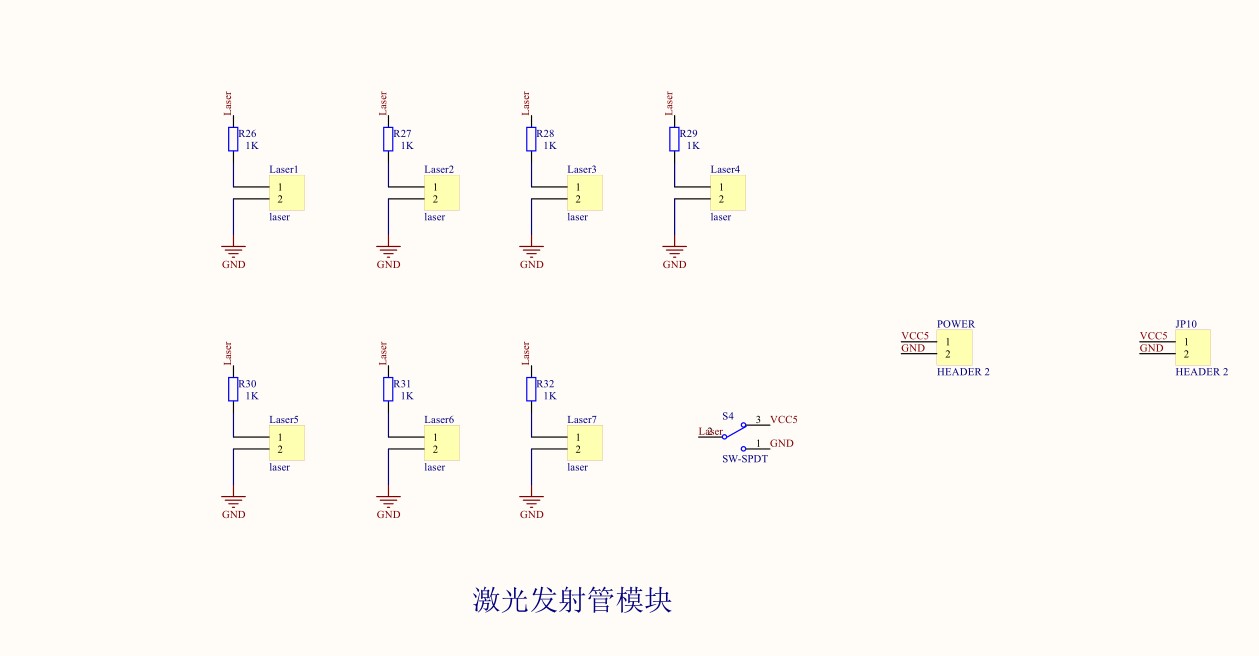 Laser
Laser
Laser
Laser
R26
1K
R27
1K
R28
1K
R29
1K
Laser1
1
2
laser
Laser2
1
2
laser
Laser3
1
2
laser
Laser4
1
2
laser
GND
GND
GND
GND
Laser
Laser
Laser
R30
1K
R31
1K
R32
1K
Laser5
1
2
laser
Laser6
1
2
laser
Laser7
1
2
laser
GND
GND
GND
POWER
VCC5 1
GND 2
HEADER 2
JP10
VCC5 1
GND 2
HEADER 2
S4
3 VCC5
Laser 2
1 GND
SW-SPDT
激光发射管模块